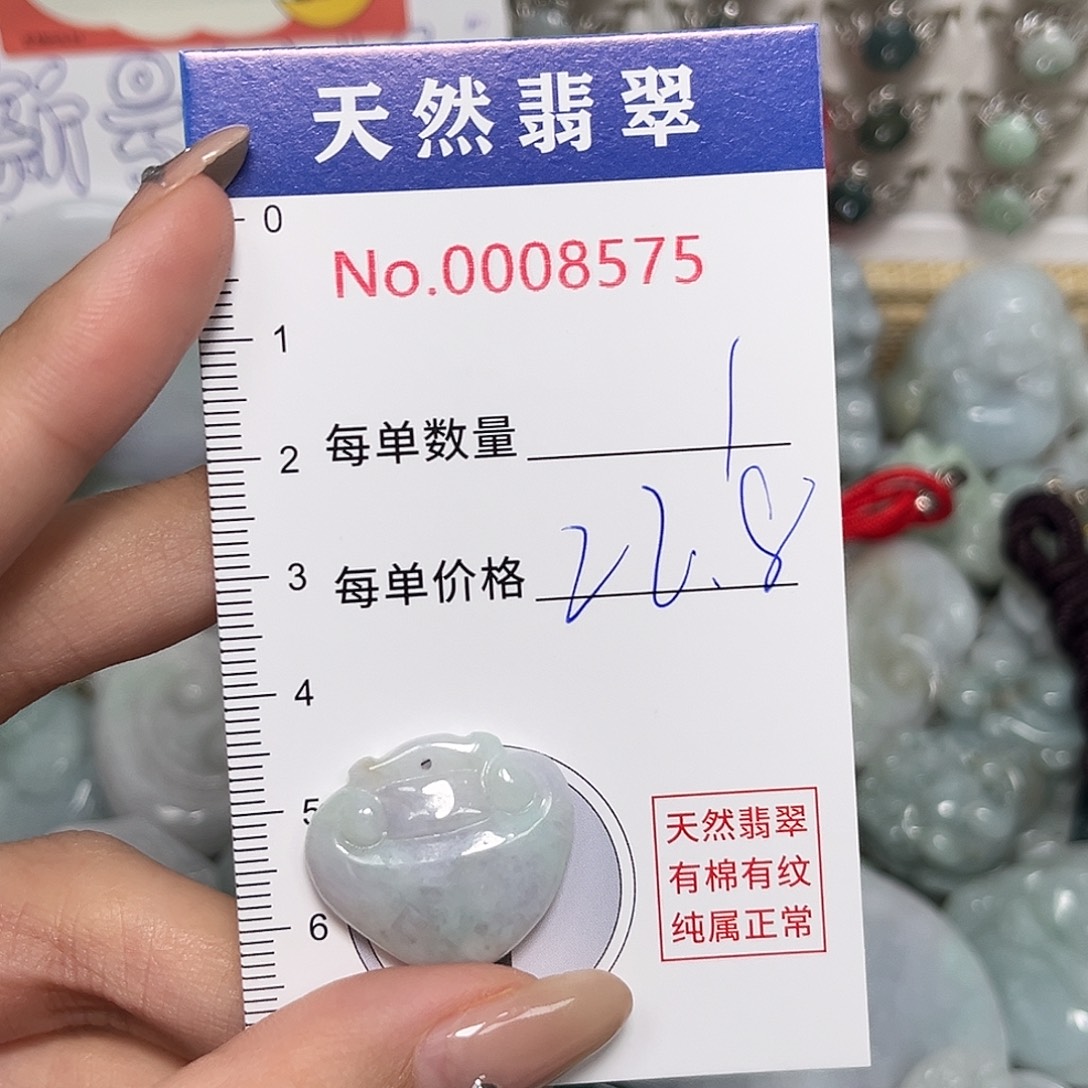 天然翡翠
0
No.0008575
1
每单数量 1
2
每单价格 22.8
3
4
5
天然翡翠
有棉有纹
纯属正常
6